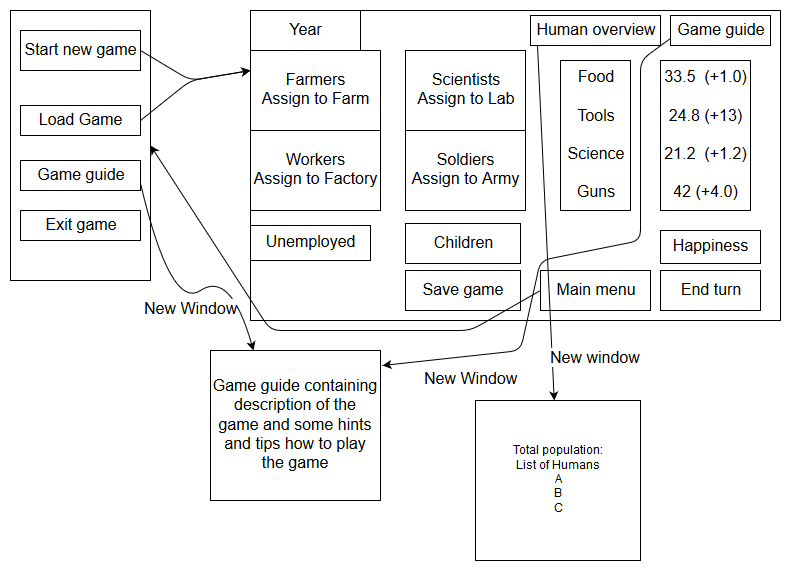 Start new game
Load Game
Game guide
Exit game
Year
Human overview
Game guide
Farmers
Assign to Farm
Scientists
Assign to Lab
Workers
Assign to Factory
Soldiers
Assign to Army
Food
33.5 (+1.0)
Tools
24.8 (+13)
Science
21.2 (+1.2)
Guns
42 (+4.0)
Unemployed
Children
Happiness
Save game
Main menu
End turn
New Window
New Window
New window
Game guide containing
description of the
game and some hints
and tips how to play
the game
Total population:
List of Humans
A
B
C